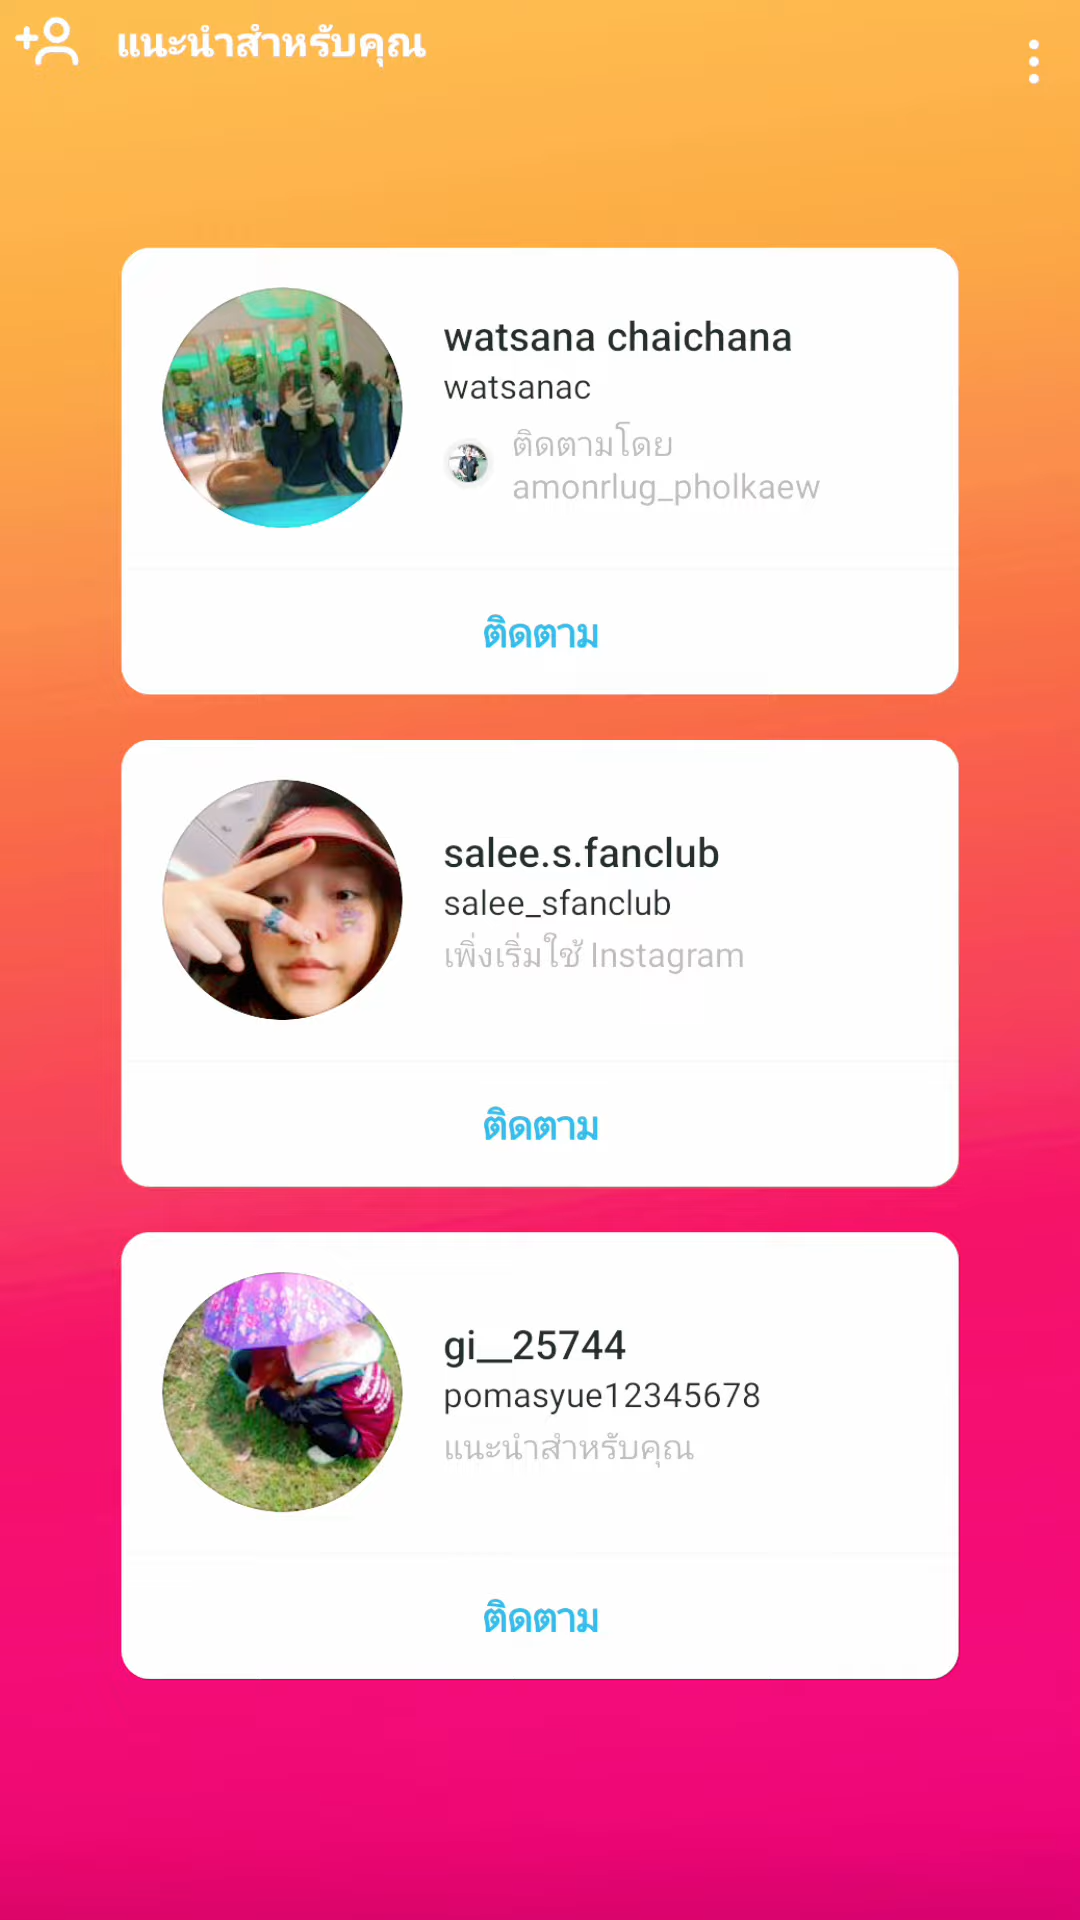 แนะนำสำหรับคุณ
watsana chaichana
watsanac
ติดตามโดย
amonrlug_pholkaew
ติดตาม
salee.s.fanclub
salee_sfanclub
เพิ่งเริ่มใช้ Instagram
ติดตาม
gi__25744
pomasyue12345678
แนะนำสำหรับคุณ
ติดตาม